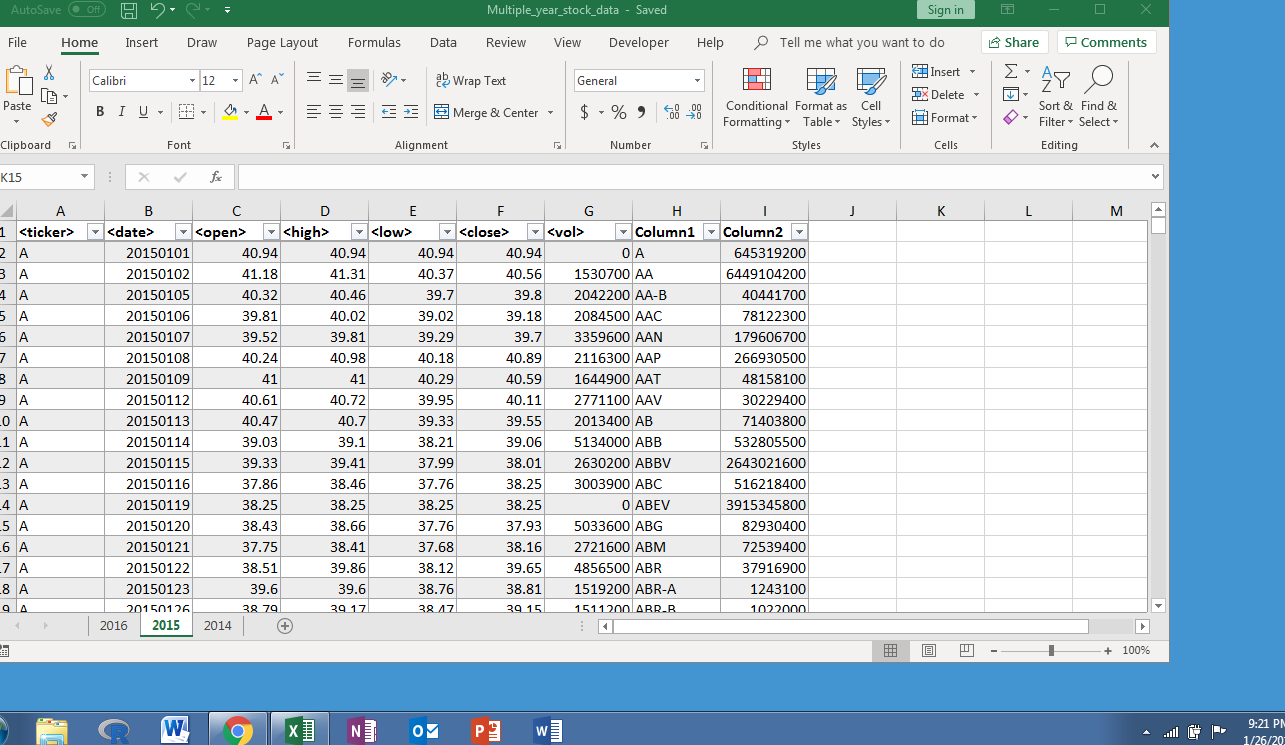 AutoSave Off Multiple_year_stock_data - Saved Sign in
File Home Insert Draw Page Layout Formulas Data Review View Developer Help Tell me what you want to do Share Comments
Calibri 12 Wrap Text General Insert
Paste B I U Merge & Center $ % Conditional Formatting Format as Table Cell Styles Delete Format Sort & Filter Find & Select
Clipboard Font Alignment Number Styles Cells Editing
K15 fx
A B C D E F G H I J K L M
1 <ticker> <date> <open> <high> <low> <close> <vol> Column1 Column2
2 A 20150101 40.94 40.94 40.94 40.94 0 A 645319200
3 A 20150102 41.18 41.31 40.37 40.56 1530700 AA 6449104200
4 A 20150105 40.32 40.46 39.7 39.8 2042200 AA-B 40441700
5 A 20150106 39.81 40.02 39.02 39.18 2084500 AAC 78122300
6 A 20150107 39.52 39.81 39.29 39.7 3359600 AAN 179606700
7 A 20150108 40.24 40.98 40.18 40.89 2116300 AAP 266930500
8 A 20150109 41 41 40.29 40.59 1644900 AAT 48158100
9 A 20150112 40.61 40.72 39.95 40.11 2771100 AAV 30229400
.0 A 20150113 40.47 40.7 39.33 39.55 2013400 AB 71403800
.1 A 20150114 39.03 39.1 38.21 39.06 5134000 ABB 532805500
.2 A 20150115 39.33 39.41 37.99 38.01 2630200 ABBV 2643021600
.3 A 20150116 37.86 38.46 37.76 38.25 3003900 ABC 516218400
.4 A 20150119 38.25 38.25 38.25 38.25 0 ABEV 3915345800
.5 A 20150120 38.43 38.66 37.76 37.93 5033600 ABG 82930400
.6 A 20150121 37.75 38.41 37.68 38.16 2721600 ABM 72539400
.7 A 20150122 38.51 39.86 38.12 39.65 4856500 ABR 37916900
.8 A 20150123 39.6 39.6 38.76 38.81 1519200 ABR-A 1243100
.9 A 20150126 38.79 39.17 38.47 39.15 1511200 ABR-B 1022000
2016 2015 2014
100%
9:21 PM
1/26/20